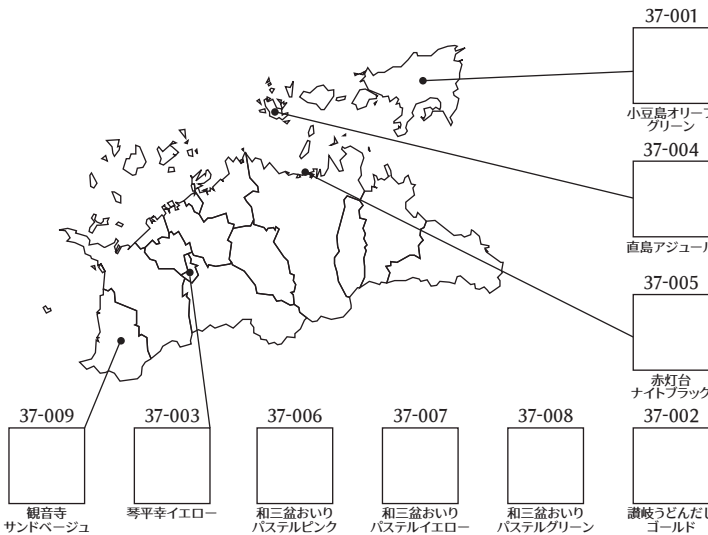 37-001
小豆島オリーブ
グリーン
37-004
直島アジュール
37-005
赤灯台
ナイトブラック
37-009
観音寺
サンドベージュ
37-003
琴平幸イエロー
37-006
和三盆おいり
パステルピンク
37-007
和三盆おいり
パステルイエロー
37-008
和三盆おいり
パステルグリーン
37-002
讃岐うどんだし
ゴールド